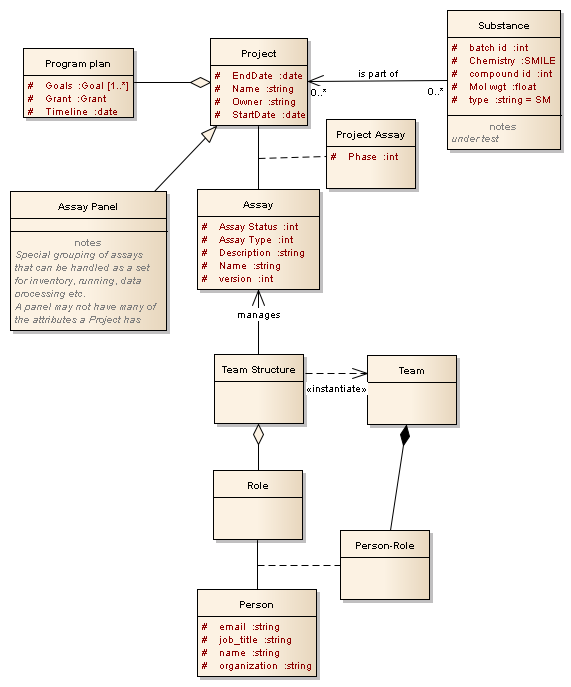 Substance
# batch id :int
# Chemistry :SMILE
# compound id :int
# Mol wgt :float
# type :string = SM
notes
under test
Project
# EndDate :date
# Name :string
# Owner :string
# StartDate :date
Program plan
# Goals :Goal [1..*]
# Grant :Grant
# Timeline :date
is part of
0..*
0..*
Project Assay
# Phase :int
Assay Panel
notes
Special grouping of assays
that can be handled as a set
for inventory, running, data
processing etc.
A panel may not have many of
the attributes a Project has
Assay
# Assay Status :int
# Assay Type :int
# Description :string
# Name :string
# version :int
manages
Team Structure
«instantiate»
Team
Role
Person-Role
Person
# email :string
# job_title :string
# name :string
# organization :string